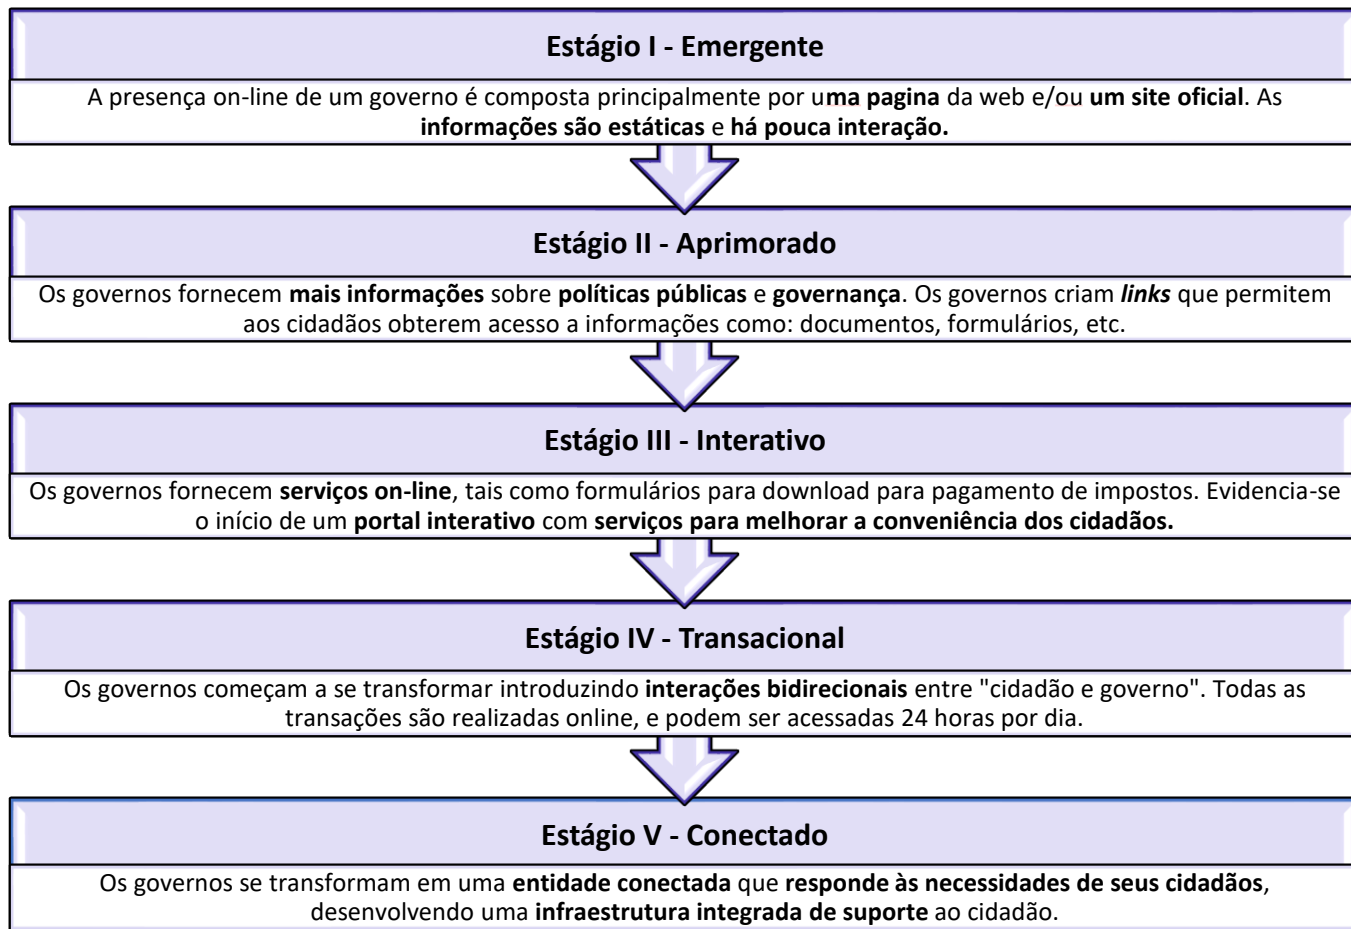 Estágio I - Emergente
A presença on-line de um governo é composta principalmente por uma pagina da web e/ou um site oficial. As
informações são estáticas e há pouca interação.
Estágio II - Aprimorado
Os governos fornecem mais informações sobre políticas públicas e governança. Os governos criam links que permitem
aos cidadãos obterem acesso a informações como: documentos, formulários, etc.
Estágio III - Interativo
Os governos fornecem serviços on-line, tais como formulários para download para pagamento de impostos. Evidencia-se
o início de um portal interativo com serviços para melhorar a conveniência dos cidadãos.
Estágio IV - Transacional
Os governos começam a se transformar introduzindo interações bidirecionais entre "cidadão e governo". Todas as
transações são realizadas online, e podem ser acessadas 24 horas por dia.
Estágio V - Conectado
Os governos se transformam em uma entidade conectada que responde às necessidades de seus cidadãos,
desenvolvendo uma infraestrutura integrada de suporte ao cidadão.